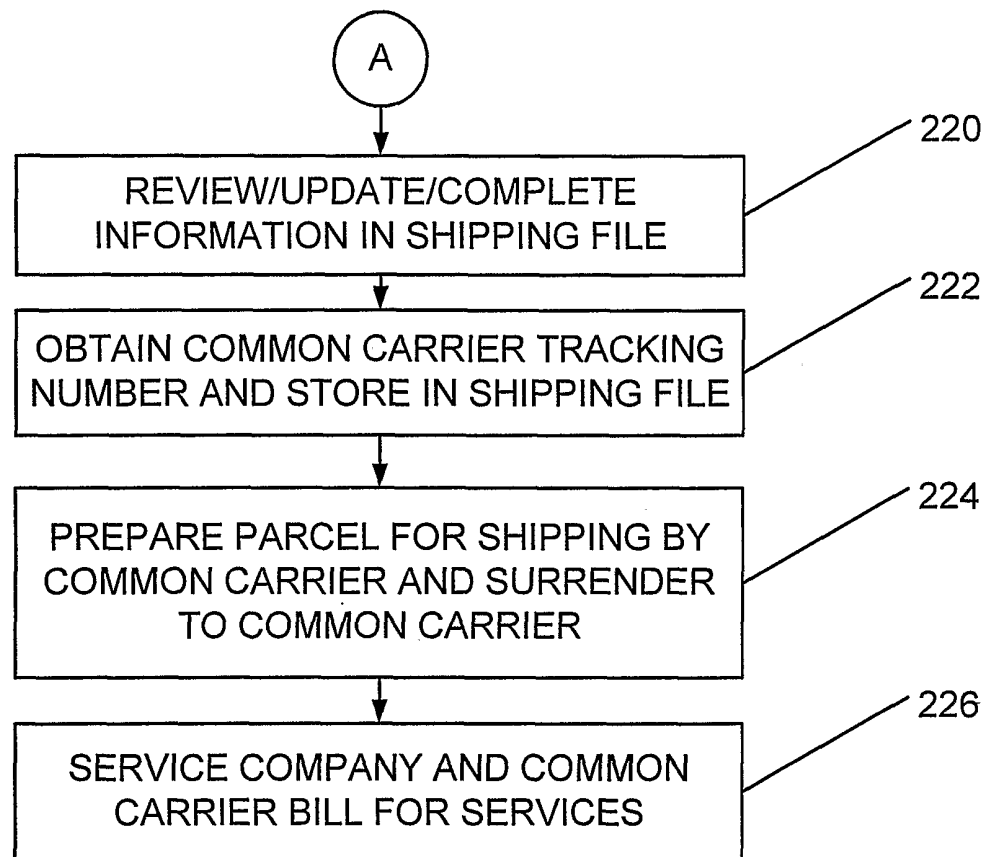 A
220
REVIEW/UPDATE/COMPLETE
INFORMATION IN SHIPPING FILE
222
OBTAIN COMMON CARRIER TRACKING
NUMBER AND STORE IN SHIPPING FILE
224
PREPARE PARCEL FOR SHIPPING BY
COMMON CARRIER AND SURRENDER
TO COMMON CARRIER
226
SERVICE COMPANY AND COMMON
CARRIER BILL FOR SERVICES